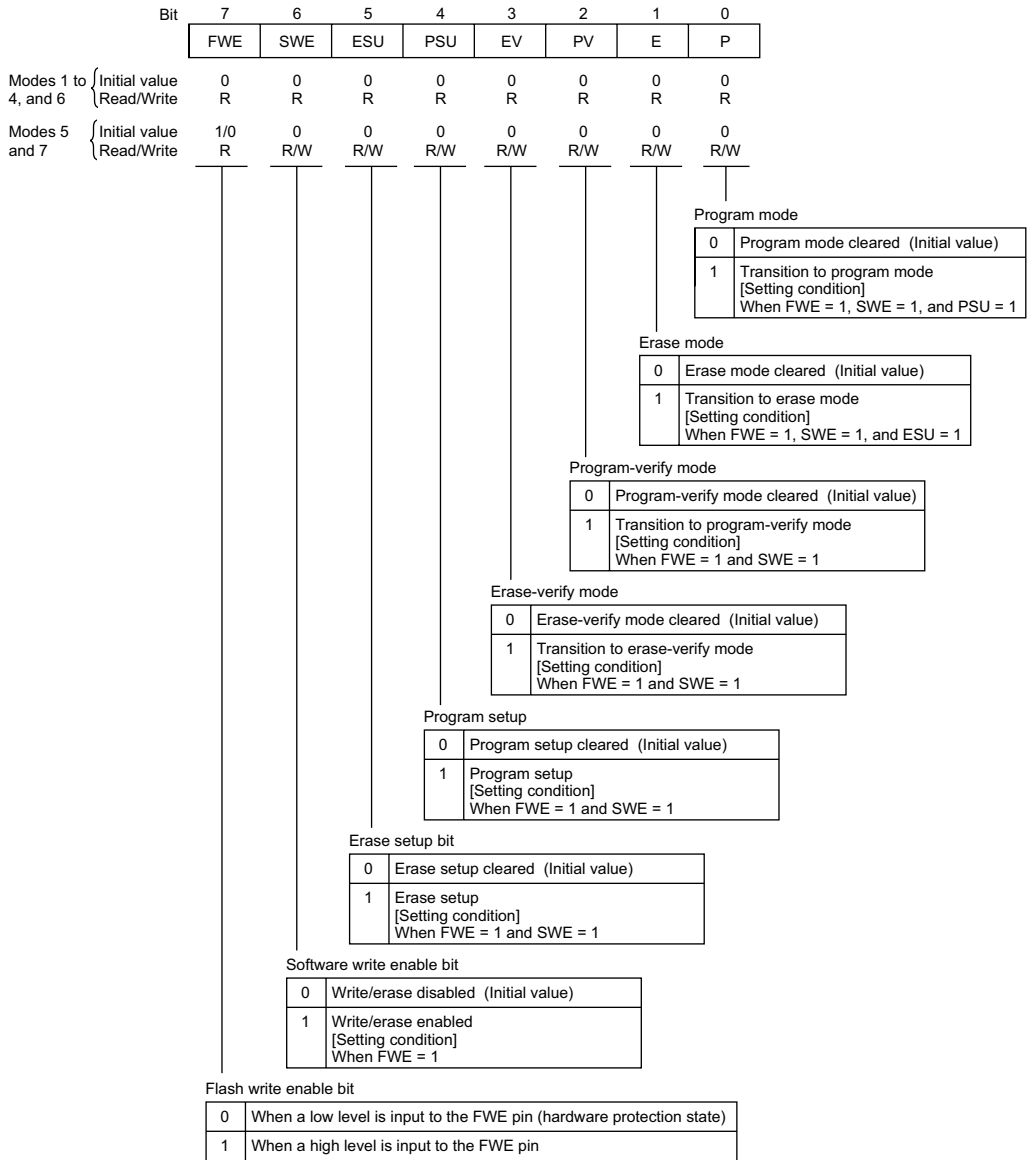 Bit 7 6 5 4 3 2 1 0
FWE SWE ESU PSU EV PV E P
Modes 1 to 4, and 6
Initial value 0 0 0 0 0 0 0 0
Read/Write R R R R R R R R
Modes 5 and 7
Initial value 1/0 0 0 0 0 0 0 0
Read/Write R R/W R/W R/W R/W R/W R/W R/W
Program mode
0 Program mode cleared (Initial value)
1 Transition to program mode
[Setting condition]
When FWE = 1, SWE = 1, and PSU = 1
Erase mode
0 Erase mode cleared (Initial value)
1 Transition to erase mode
[Setting condition]
When FWE = 1, SWE = 1, and ESU = 1
Program-verify mode
0 Program-verify mode cleared (Initial value)
1 Transition to program-verify mode
[Setting condition]
When FWE = 1 and SWE = 1
Erase-verify mode
0 Erase-verify mode cleared (Initial value)
1 Transition to erase-verify mode
[Setting condition]
When FWE = 1 and SWE = 1
Program setup
0 Program setup cleared (Initial value)
1 Program setup
[Setting condition]
When FWE = 1 and SWE = 1
Erase setup bit
0 Erase setup cleared (Initial value)
1 Erase setup
[Setting condition]
When FWE = 1 and SWE = 1
Software write enable bit
0 Write/erase disabled (Initial value)
1 Write/erase enabled
[Setting condition]
When FWE = 1
Flash write enable bit
0 When a low level is input to the FWE pin (hardware protection state)
1 When a high level is input to the FWE pin